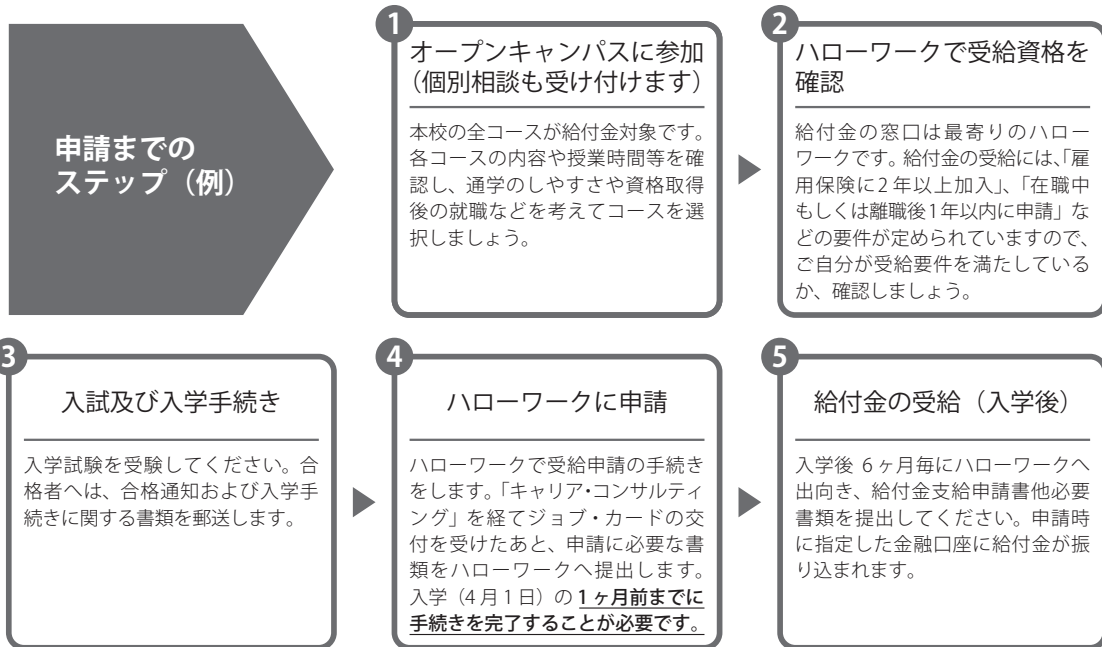 申請までの
ステップ（例）
1
オープンキャンパスに参加
（個別相談も受け付けます）
本校の全コースが給付金対象です。
各コースの内容や授業時間等を確
認し、通学のしやすさや資格取得
後の就職などを考えてコースを選
択しましょう。
2
ハローワークで受給資格を
確認
給付金の窓口は最寄りのハロー
ワークです。給付金の受給には、「雇
用保険に2年以上加入」、「在職中
もしくは離職後1年以内に申請」な
どの要件が定められていますので、
ご自分が受給要件を満たしている
か、確認しましょう。
3
入試及び入学手続き
入学試験を受験してください。合
格者へは、合格通知および入学手
続きに関する書類を郵送します。
4
ハローワークに申請
ハローワークで受給申請の手続き
をします。「キャリア・コンサルティ
ング」を経てジョブ・カードの交
付を受けたあと、申請に必要な書
類をハローワークへ提出します。
入学（4月1日）の1ヶ月前までに
手続きを完了することが必要です。
5
給付金の受給（入学後）
入学後 6ヶ月毎にハローワークへ
出向き、給付金支給申請書他必要
書類を提出してください。申請時
に指定した金融口座に給付金が振
り込まれます。